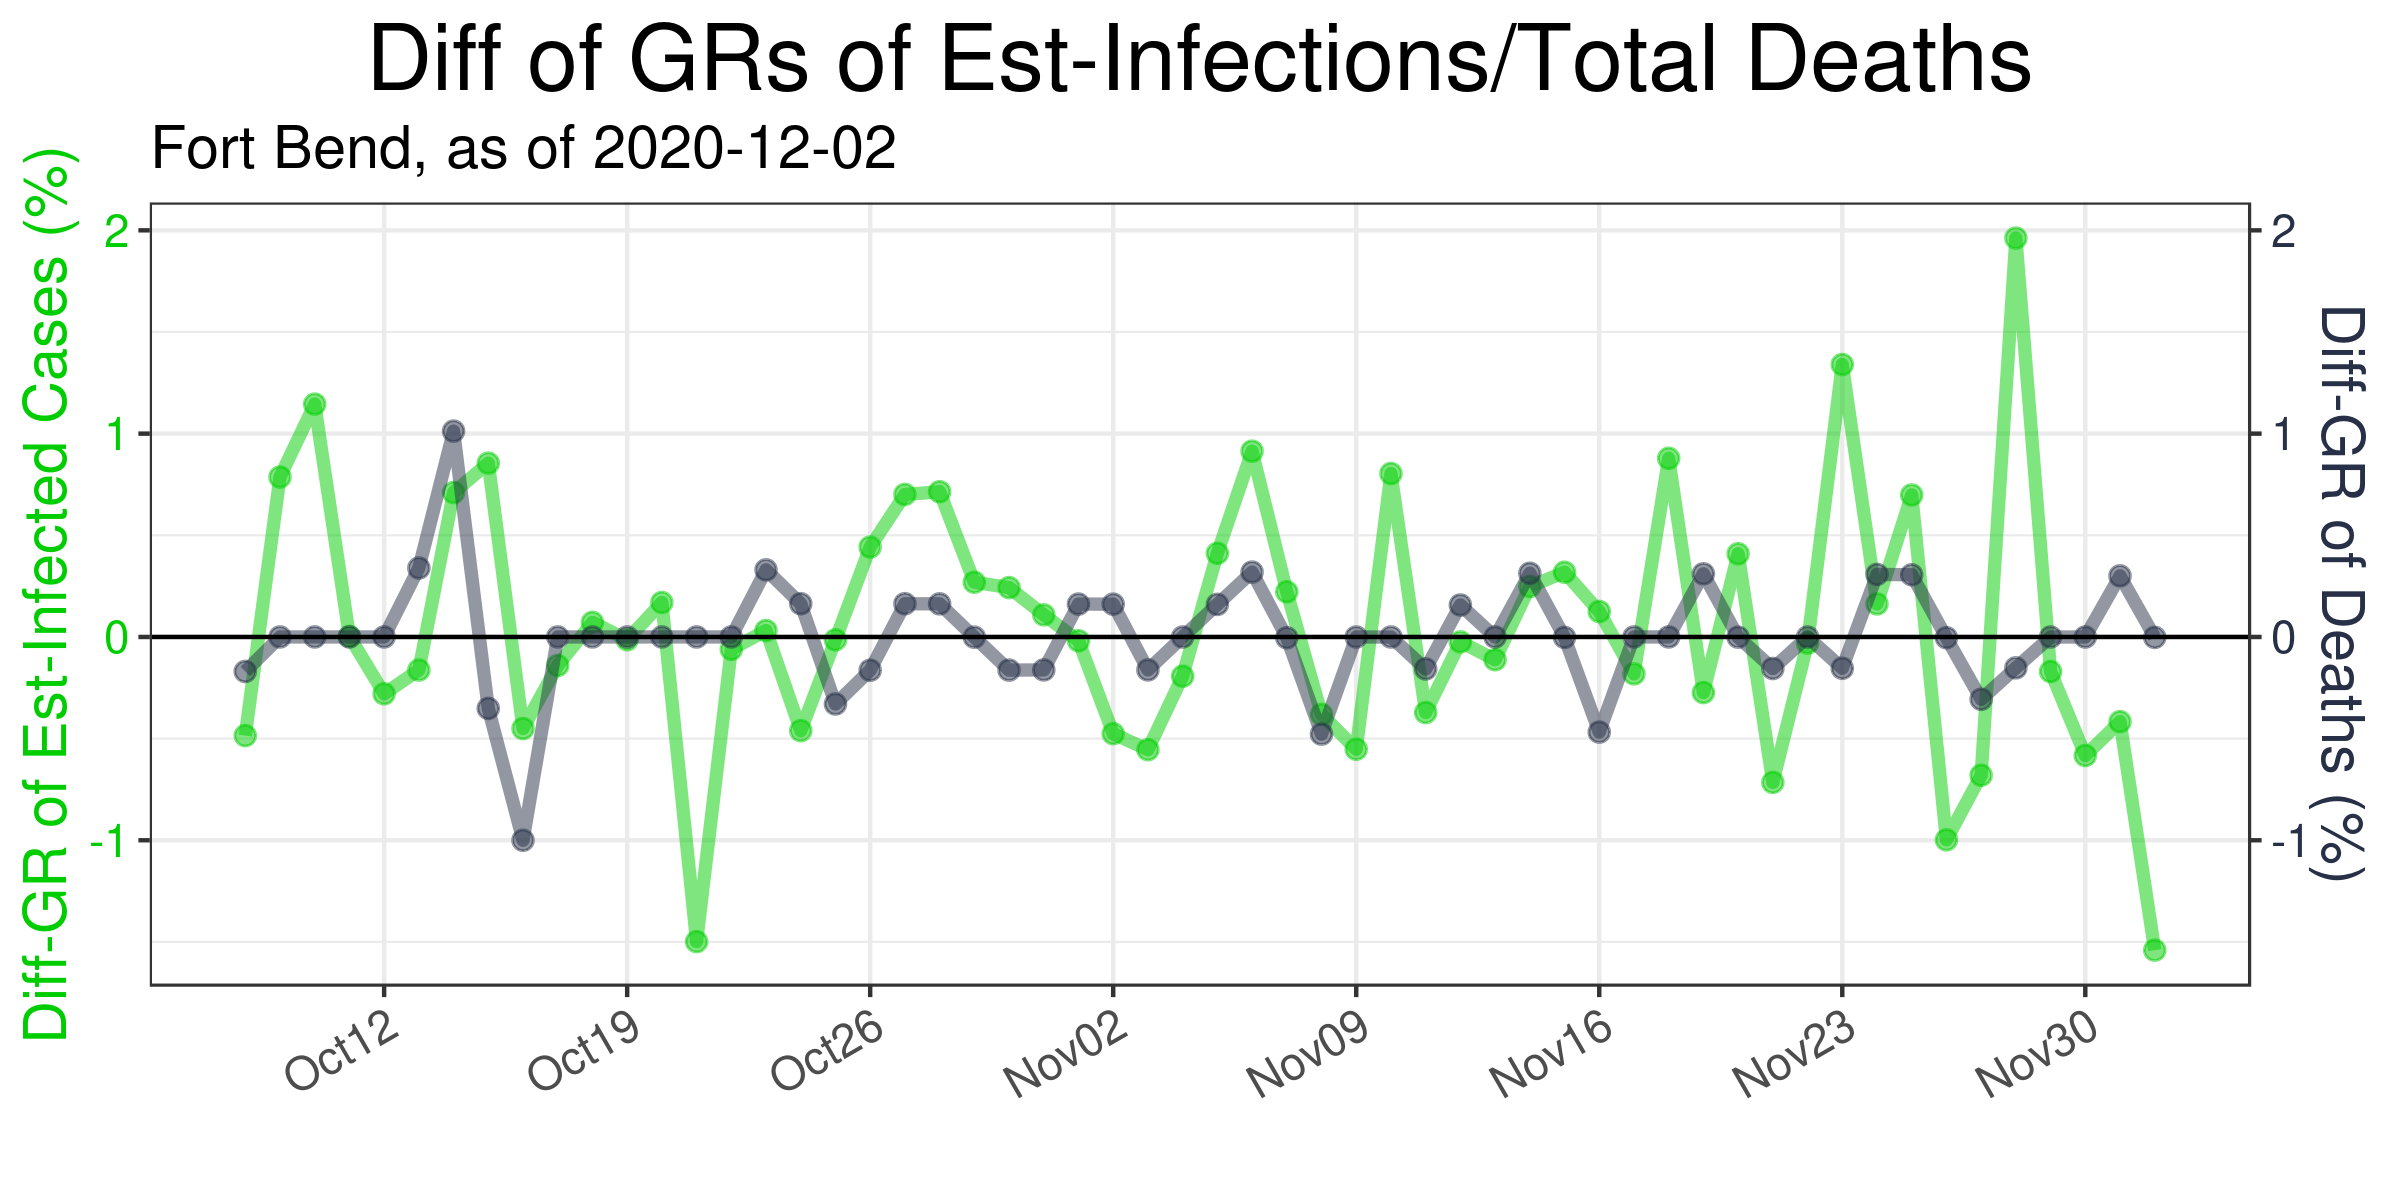 Diff of GRs of Est-Infections/Total Deaths
Fort Bend, as of 2020-12-02
Diff-GR of Est-Infected Cases (%)
2
1
0
-1
2
1
0
-1
Diff-GR of Deaths (%)
Oct12
Oct19
Oct26
Nov02
Nov09
Nov16
Nov23
Nov30